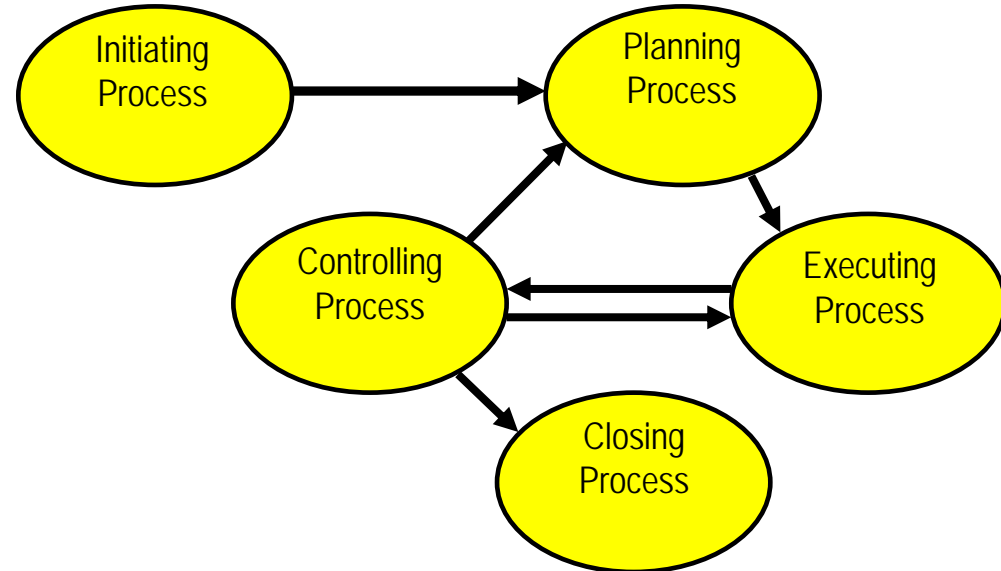 Initiating
Process
Planning
Process
Controlling
Process
Executing
Process
Closing
Process